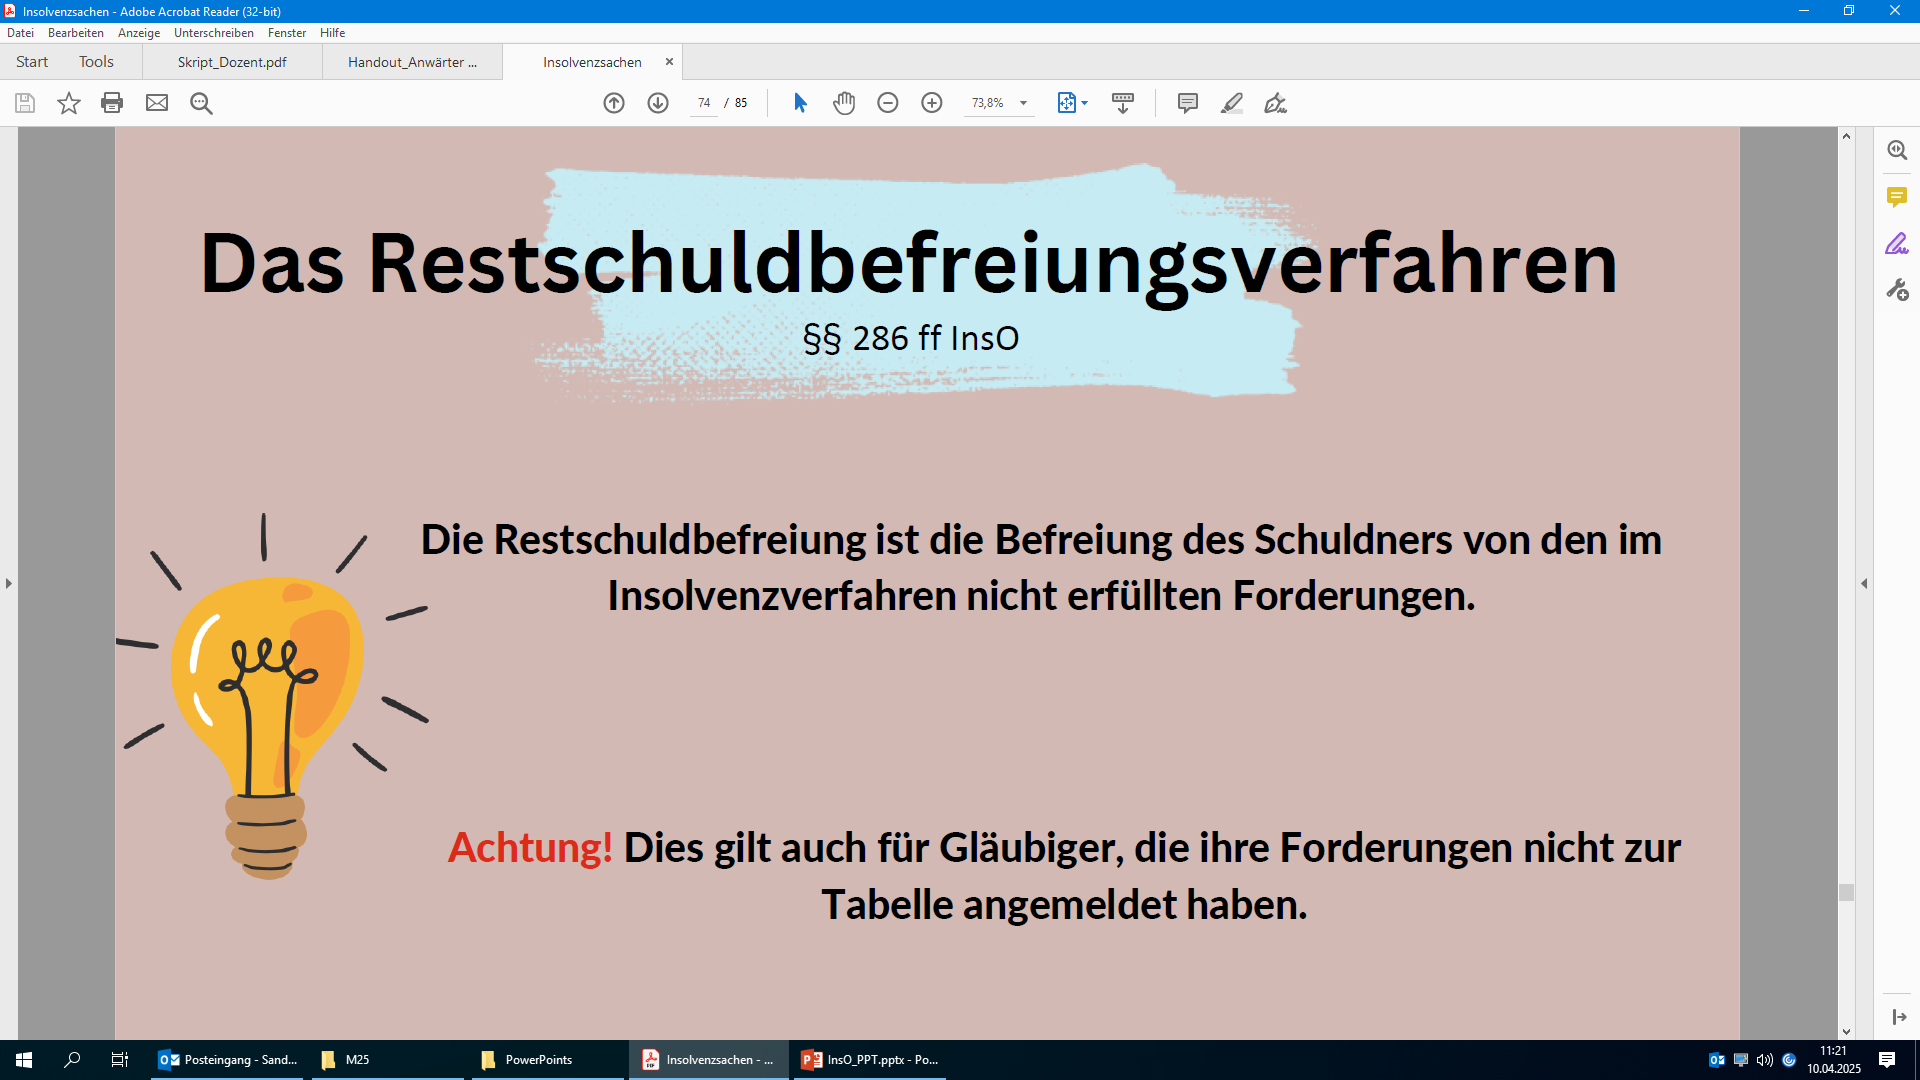 Insolvenzsachen - Adobe Acrobat Reader (32-bit)
Datei Bearbeiten Anzeige Unterschreiben Fenster Hilfe
Start Tools Skript_Dozent.pdf Handout_Anwärter ... Insolvenzsachen ×
74 / 85 73,8%
Das Restschuldbefreiungsverfahren
§§ 286 ff InsO
Die Restschuldbefreiung ist die Befreiung des Schuldners von den im
Insolvenzverfahren nicht erfüllten Forderungen.
Achtung! Dies gilt auch für Gläubiger, die ihre Forderungen nicht zur
Tabelle angemeldet haben.
Posteingang - Sand... M25 PowerPoints Insolvenzsachen - ... InsO_PPT.pptx - Po...
11:21
10.04.2025